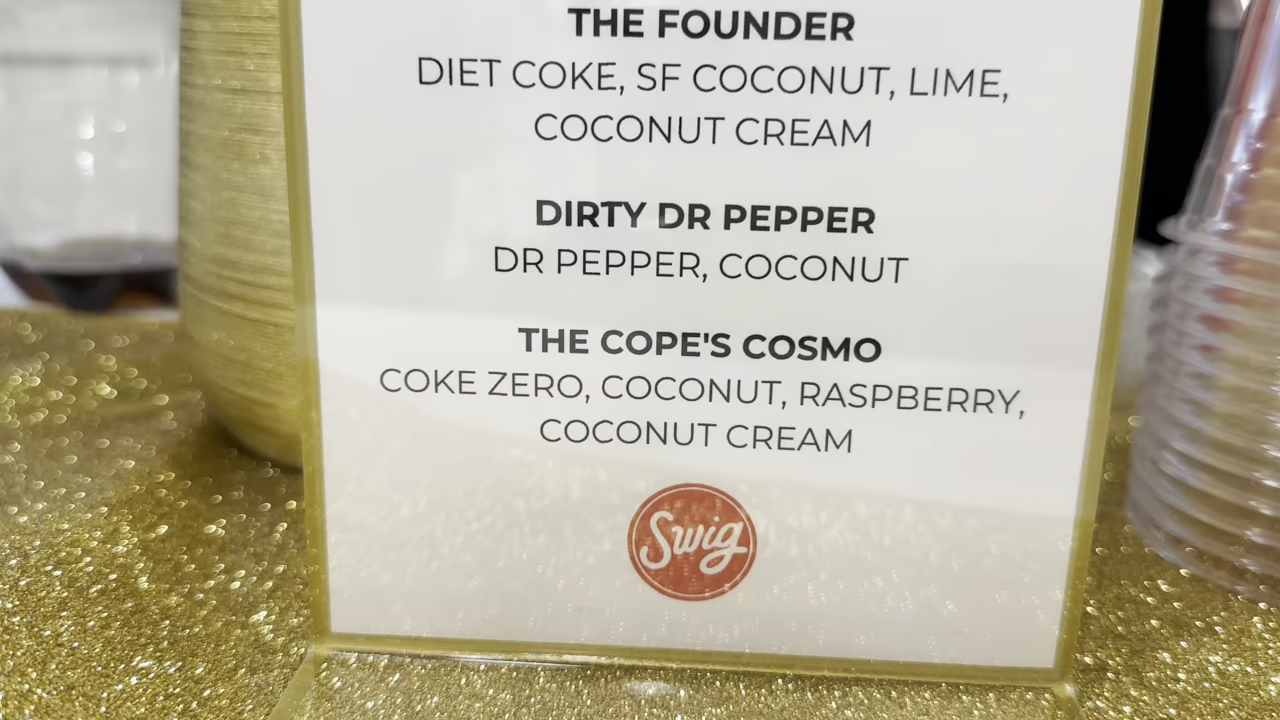 THE FOUNDER
DIET COKE, SF COCONUT, LIME,
COCONUT CREAM
DIRTY DR PEPPER
DR PEPPER, COCONUT
THE COPE'S COSMO
COKE ZERO, COCONUT, RASPBERRY,
COCONUT CREAM
Swig